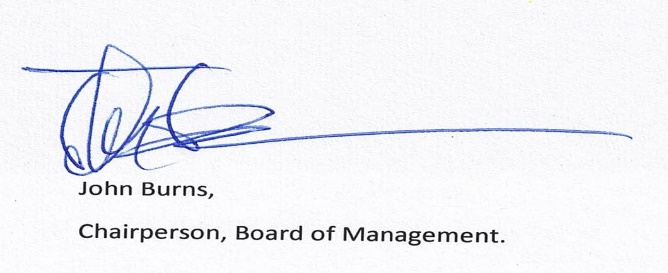 John Burns,
Chairperson, Board of Management.